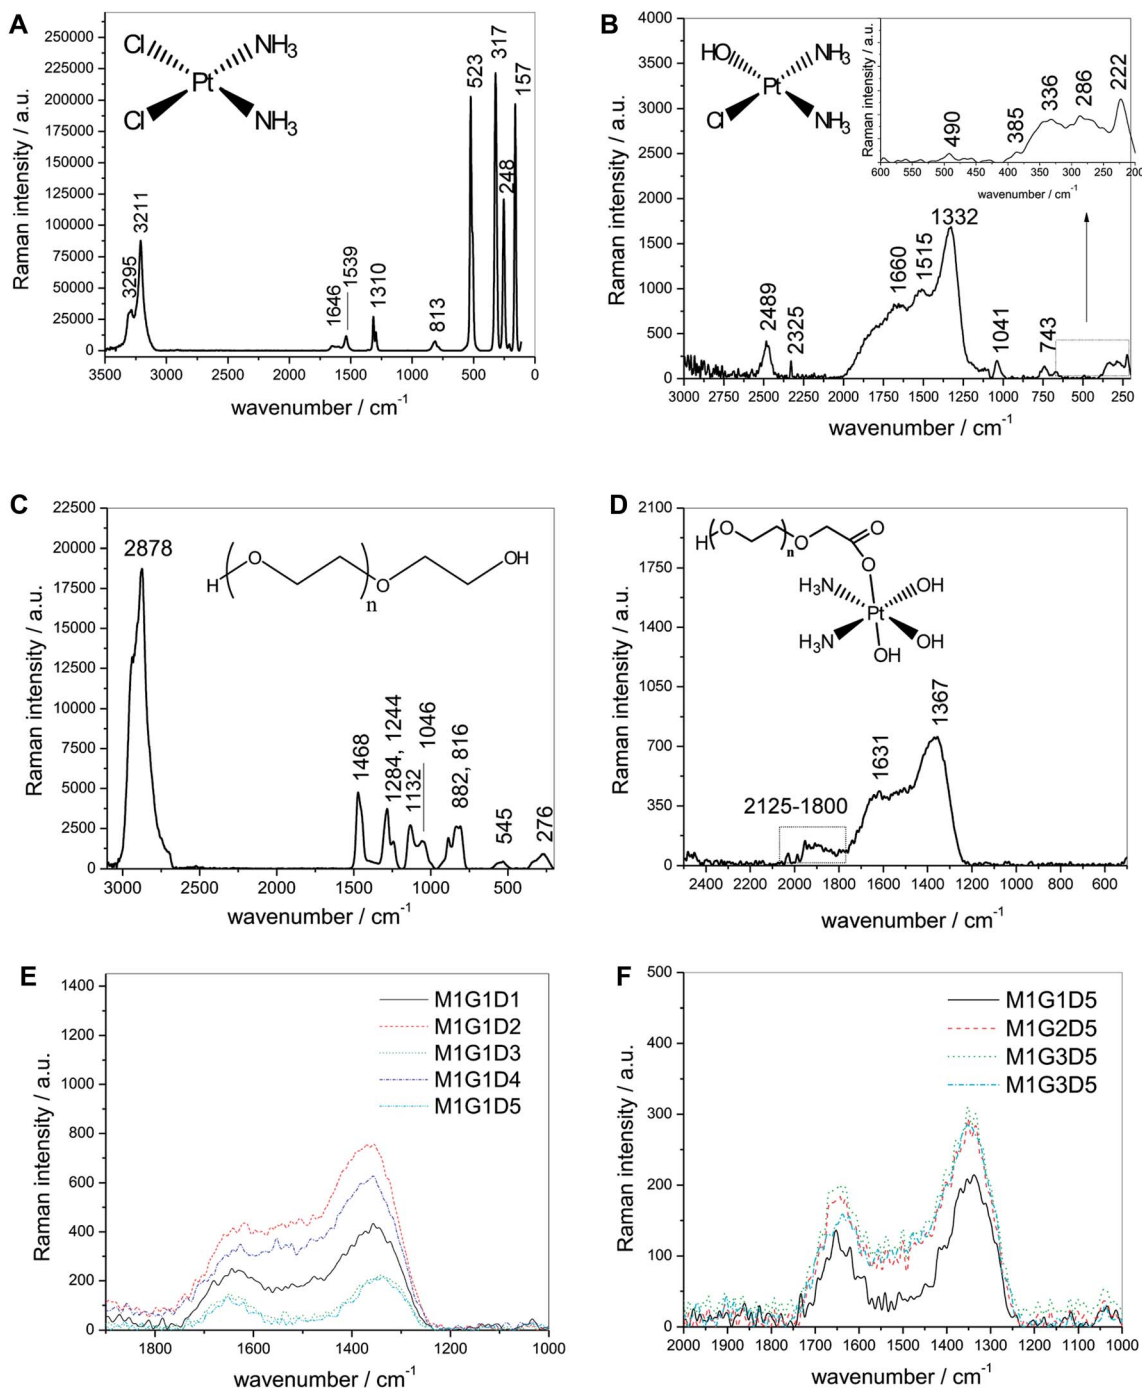 A
Cl
NH3
Pt
Cl
NH3
3295
3211
1646
1539
1310
813
523
317
248
157
250000
225000
200000
175000
150000
125000
100000
75000
50000
25000
0
Raman intensity / a.u.
3500 3000 2500 2000 1500 1000 500 0
wavenumber / cm-1
B
HO
NH3
Pt
Cl
NH3
Raman intensity / a.u.
490
385
336
286
222
600 550 500 450 400 350 300 250 200
wavenumber / cm-1
4000
3500
3000
2500
2000
1500
1000
500
0
Raman intensity / a.u.
2489
2325
1660
1515
1332
1041
743
3000 2750 2500 2250 2000 1750 1500 1250 1000 750 500 250
wavenumber / cm-1
C
2878
H
O
O
OH
n
1468
1284, 1244
1132
1046
882, 816
545
276
22500
20000
17500
15000
12500
10000
7500
5000
2500
0
Raman intensity / a.u.
3000 2500 2000 1500 1000 500
wavenumber / cm-1
D
H
O
O
O
n
O
H3N
OH
Pt
H3N
OH
OH
2125-1800
1631
1367
2100
1750
1400
1050
700
350
0
Raman intensity / a.u.
2400 2200 2000 1800 1600 1400 1200 1000 800 600
wavenumber / cm-1
E
M1G1D1
M1G1D2
M1G1D3
M1G1D4
M1G1D5
1400
1200
1000
800
600
400
200
0
Raman intensity / a.u.
1800 1600 1400 1200 1000
wavenumber / cm-1
F
M1G1D5
M1G2D5
M1G3D5
M1G3D5
500
400
300
200
100
0
Raman intensity / a.u.
2000 1900 1800 1700 1600 1500 1400 1300 1200 1100 1000
wavenumber / cm-1